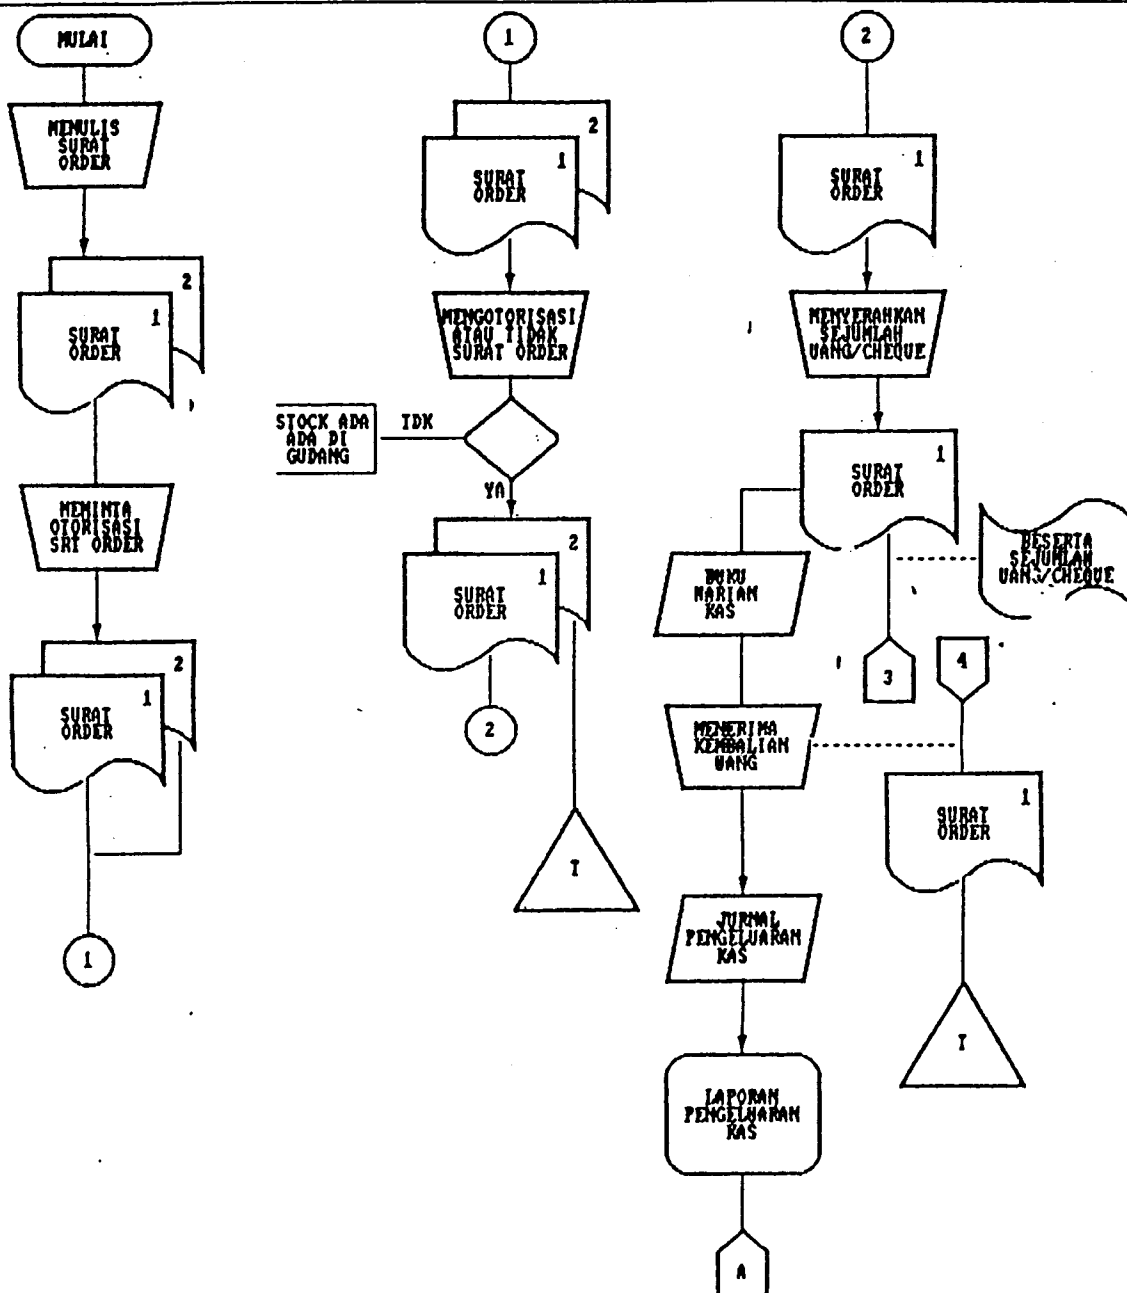 MULAI
MENULIS
SURAT
ORDER
2
1
SURAT
ORDER
MEMINTA
OTORISASI
SRT ORDER
2
1
SURAT
ORDER
1
1
2
1
SURAT
ORDER
MENGOTORISASI
ATAU TIDAK
SURAT ORDER
STOCK ADA
ADA DI
GUDANG
TDK
YA
2
1
SURAT
ORDER
2
T
2
1
SURAT
ORDER
MENYERAHKAN
SEJUMLAH
UANG/CHEQUE
1
SURAT
ORDER
BESERTA
SEJUMLAH
UANG/CHEQUE
BUKU
HARIAN
KAS
3
4
MENERIMA
KEMBALIAN
UANG
1
SURAT
ORDER
T
JURNAL
PENGELUARAN
KAS
LAPORAN
PENGELUARAN
KAS
A